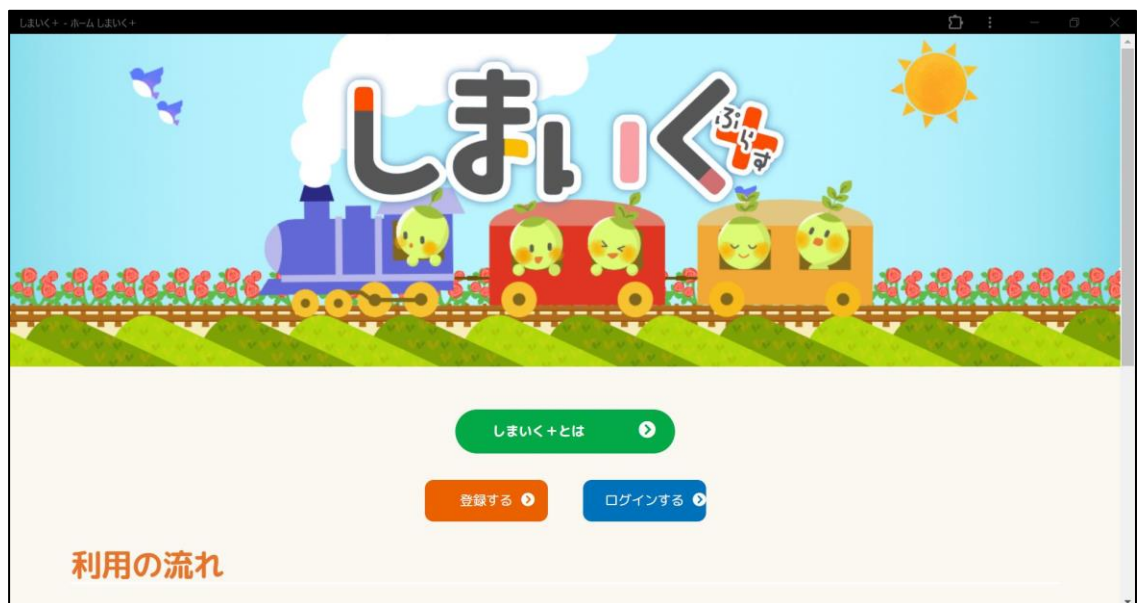 しまいく+ - ホーム しまいく+
しまいく
ぷらす
しまいく+とは
登録する
ログインする
利用の流れ